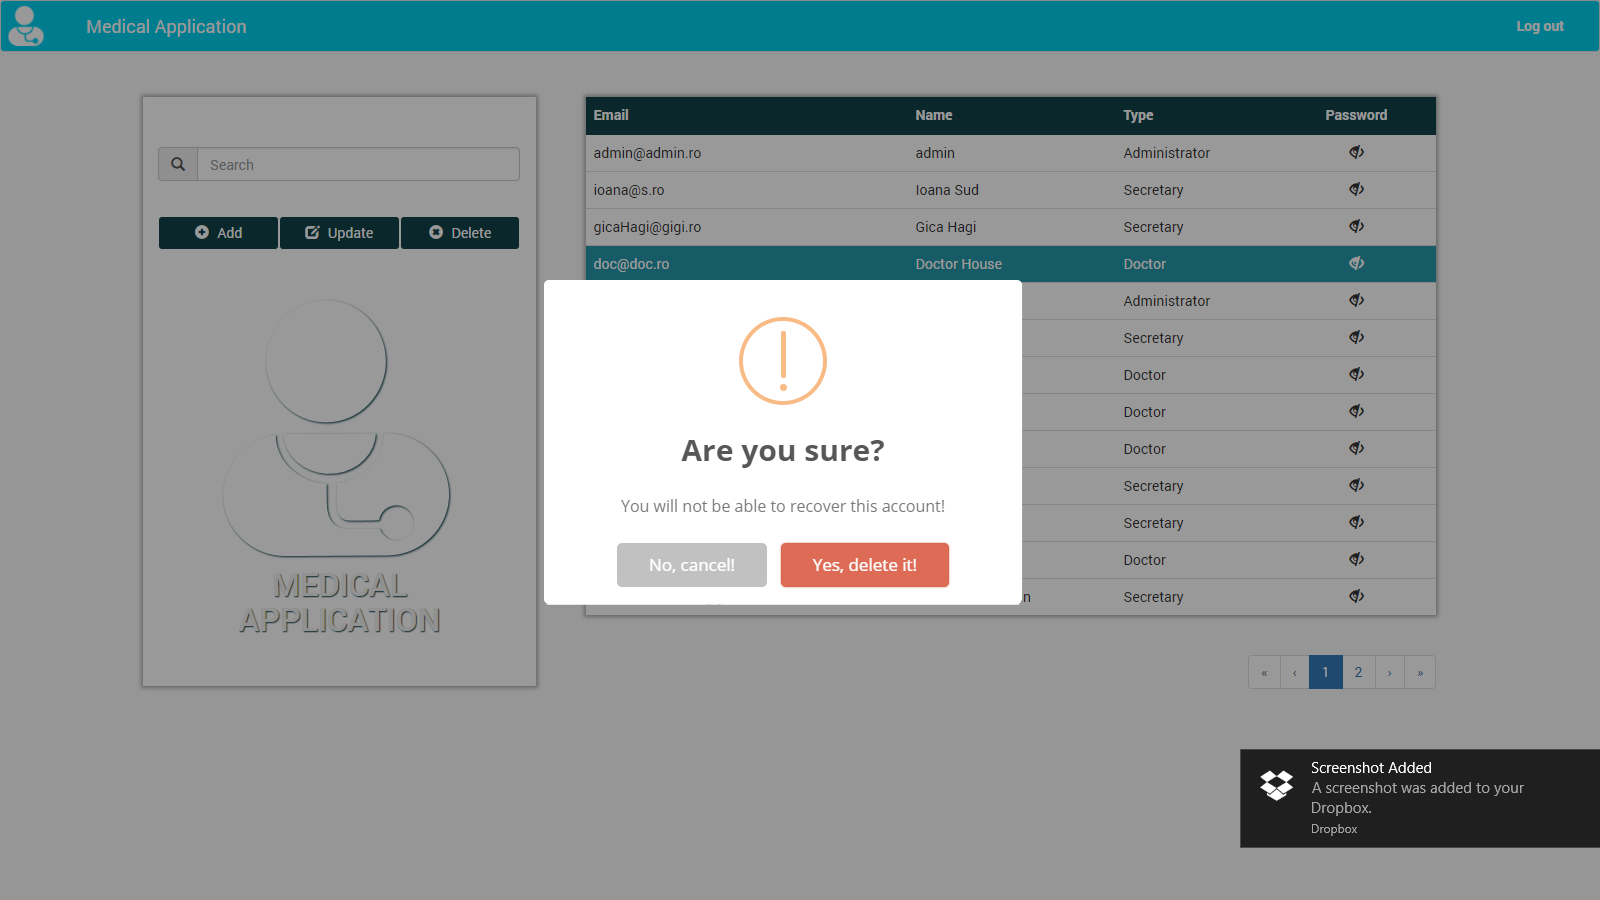 Medical Application
Log out
Search
Add Update Delete
MEDICAL
APPLICATION
Email Name Type Password
admin@admin.ro admin Administrator
ioana@s.ro Ioana Sud Secretary
gicaHagi@gigi.ro Gica Hagi Secretary
doc@doc.ro Doctor House Doctor
Administrator
Secretary
Doctor
Doctor
Doctor
Secretary
Secretary
Doctor
Secretary
Are you sure?
You will not be able to recover this account!
No, cancel! Yes, delete it!
« ‹ 1 2 › »
Screenshot Added
A screenshot was added to your
Dropbox.
Dropbox